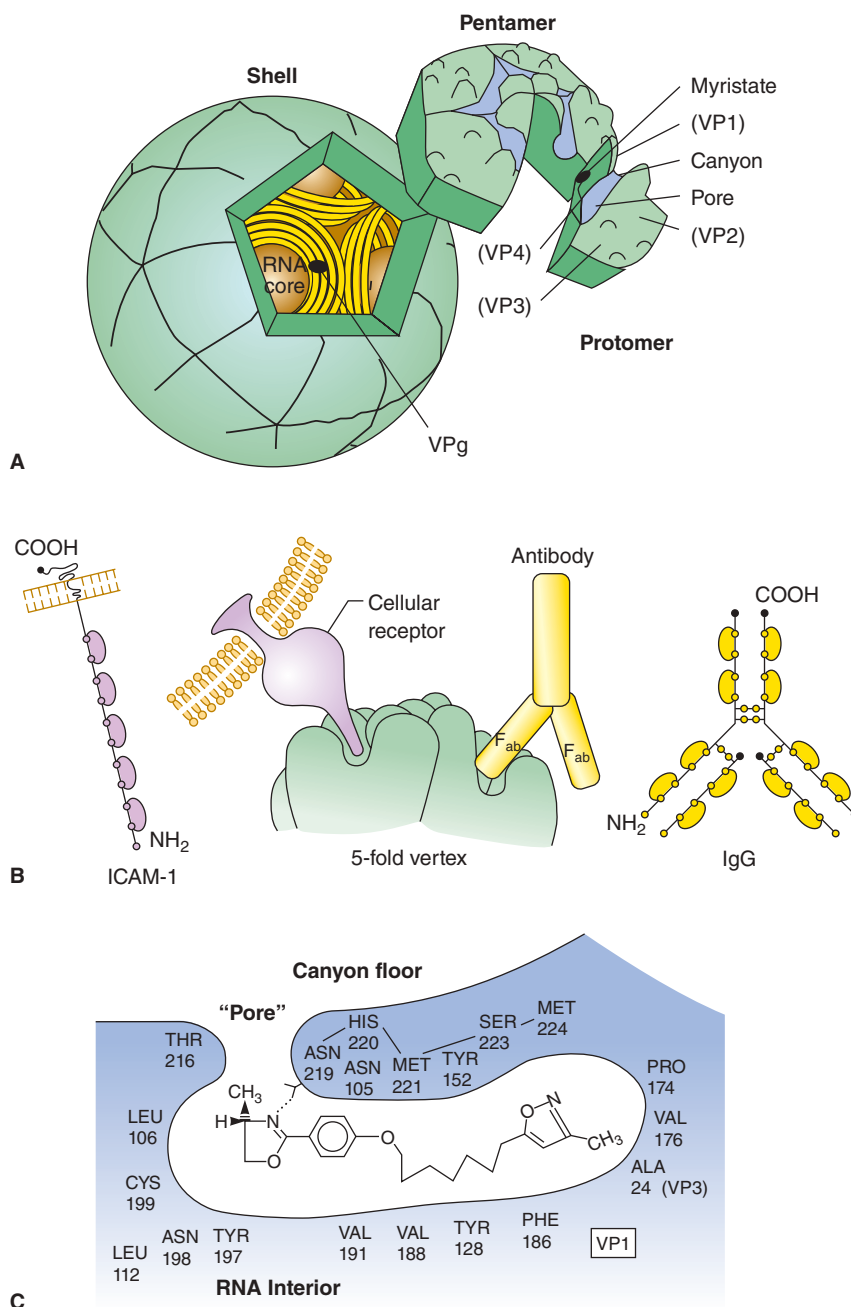 Pentamer
Shell
Myristate
(VP1)
Canyon
Pore
(VP2)
(VP4)
(VP3)
RNA
core
Protomer
VPg
A
COOH
Cellular
receptor
Antibody
COOH
Fab
Fab
NH2
NH2
ICAM-1
5-fold vertex
IgG
B
Canyon floor
"Pore"
THR
216
HIS
220
SER
223
MET
224
ASN
219
ASN
105
MET
221
TYR
152
PRO
174
CH3
H
N
O
O
O
N
CH3
LEU
106
VAL
176
ALA
24 (VP3)
CYS
199
LEU
112
ASN
198
TYR
197
VAL
191
VAL
188
TYR
128
PHE
186
VP1
RNA Interior
C